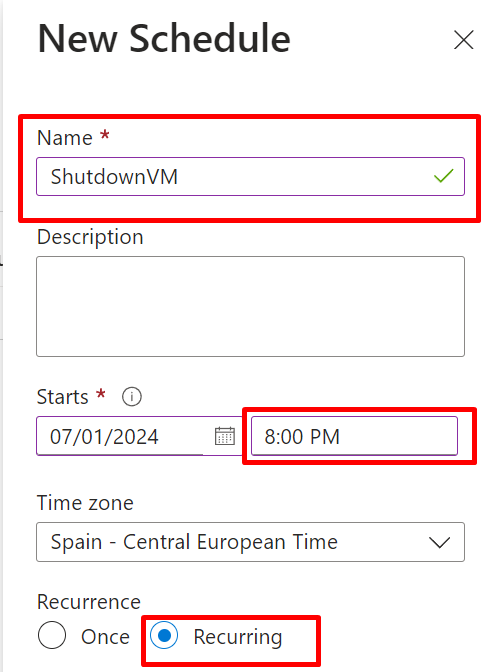 New Schedule
Name *
ShutdownVM
Description
Starts *
07/01/2024 8:00 PM
Time zone
Spain - Central European Time
Recurrence
Once Recurring